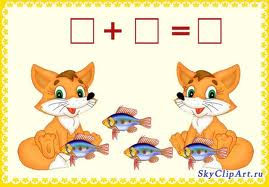 □ + □ = □
SkyClipArt.ru